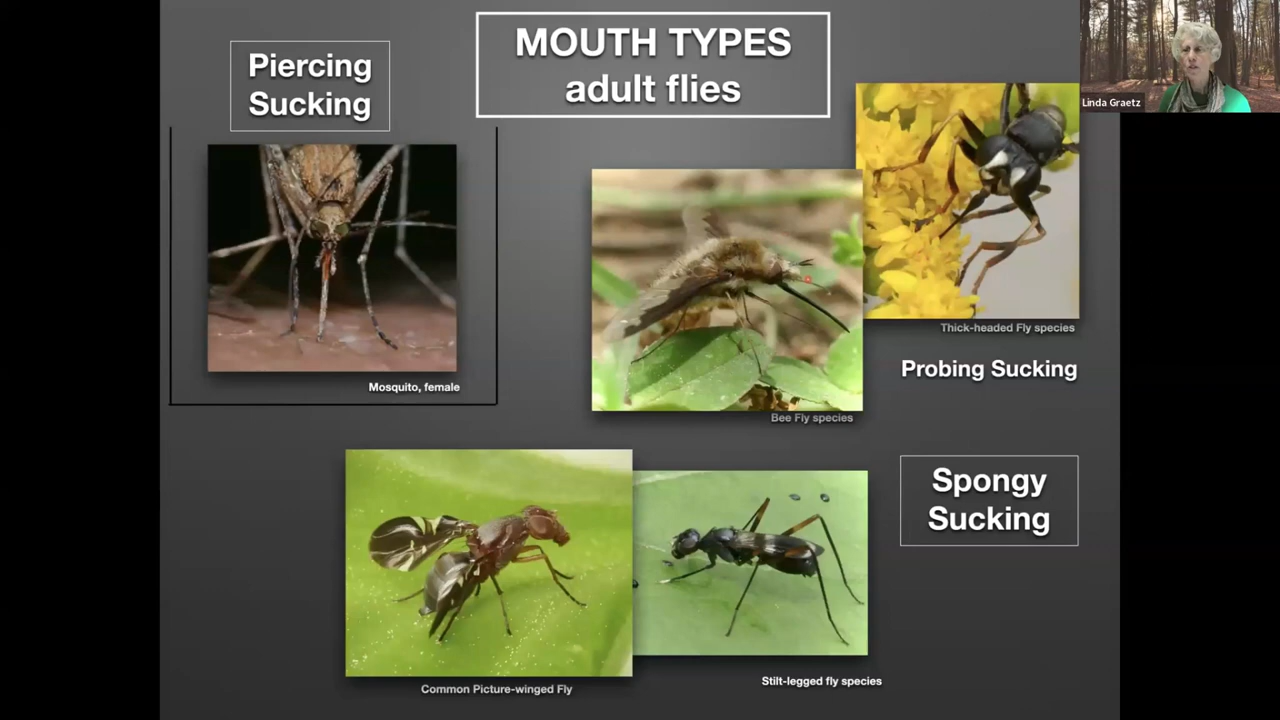 MOUTH TYPES
adult flies
Piercing
Sucking
Linda Graetz
Mosquito, female
Thick-headed Fly species
Probing Sucking
Bee Fly species
Spongy
Sucking
Common Picture-winged Fly
Stilt-legged fly species